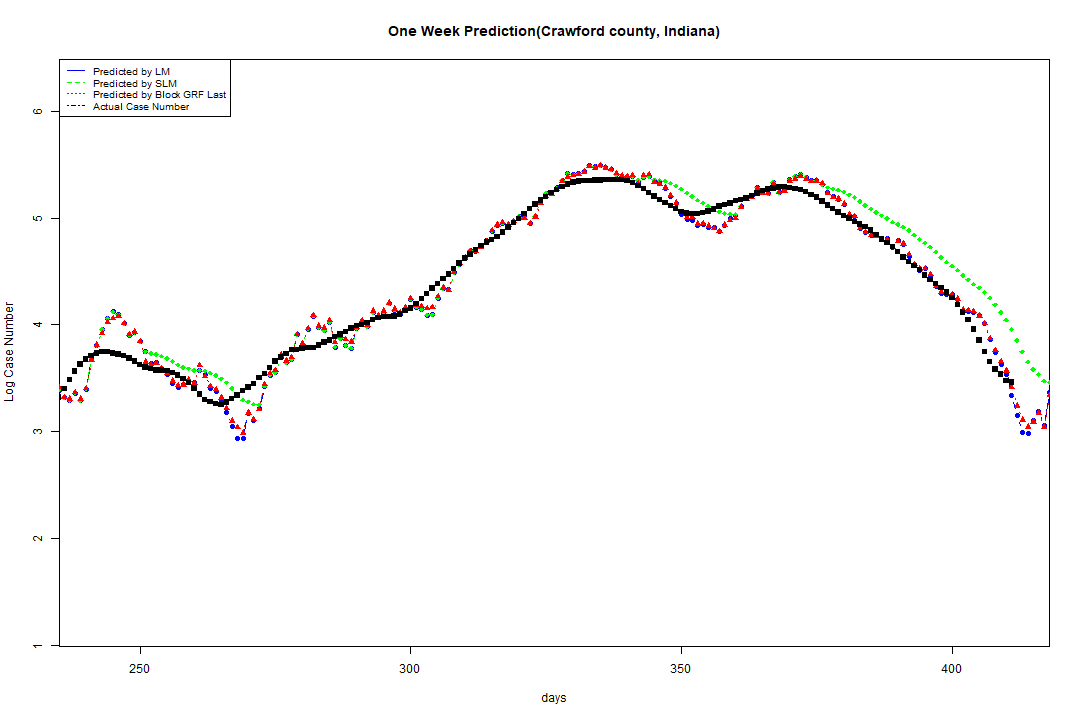 One Week Prediction(Crawford county, Indiana)
Predicted by LM
Predicted by SLM
Predicted by Block GRF Last
Actual Case Number
6
5
4
3
2
1
Log Case Number
250
300
350
400
days